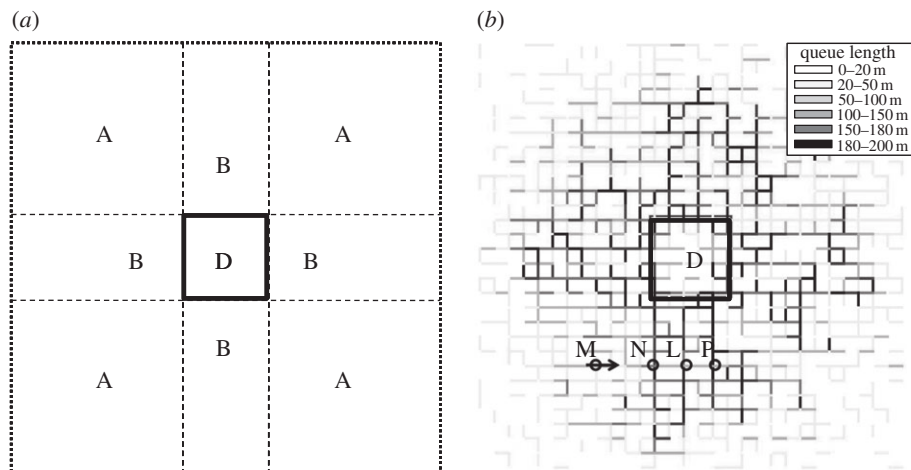 (a)
A
A
B
B
D
B
B
A
A
(b)
queue length
0–20 m
20–50 m
50–100 m
100–150 m
150–180 m
180–200 m
D
M
N
L
P